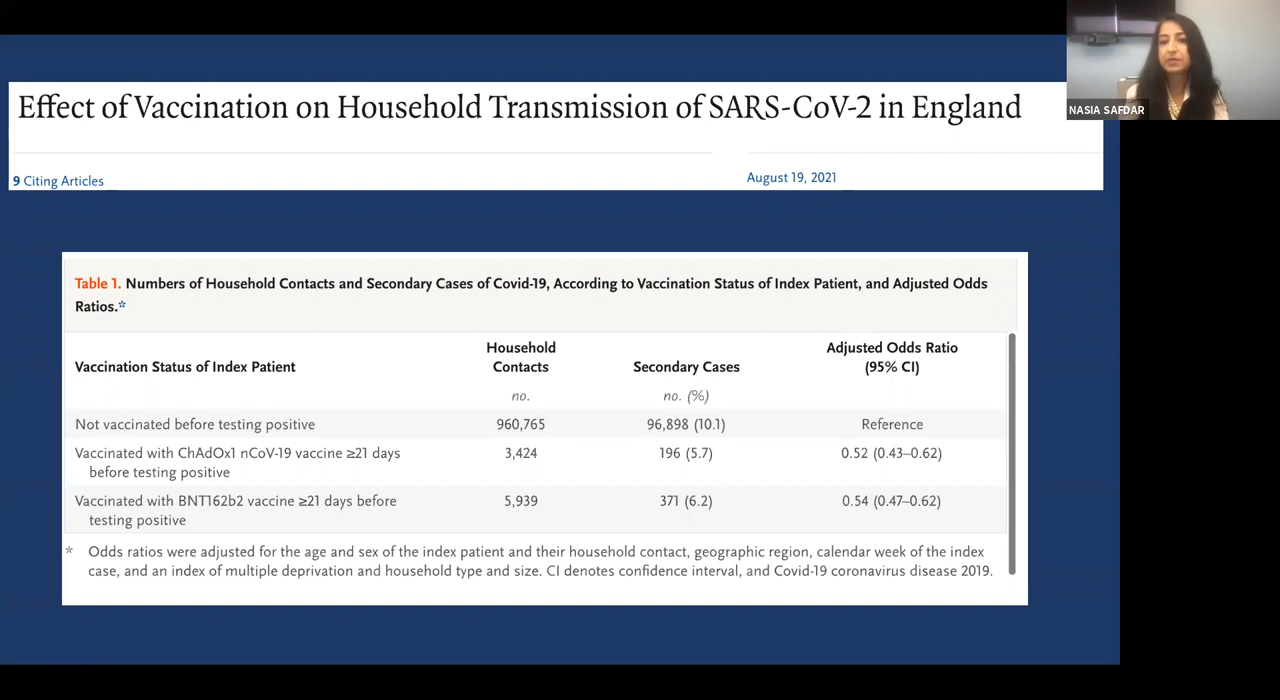 Effect of Vaccination on Household Transmission of SARS-CoV-2 in England
NASIA SAFDAR
9 Citing Articles
August 19, 2021
Table 1. Numbers of Household Contacts and Secondary Cases of Covid-19, According to Vaccination Status of Index Patient, and Adjusted Odds
Ratios.*
Vaccination Status of Index Patient
Household
Contacts
Secondary Cases
Adjusted Odds Ratio
(95% CI)
no.
no. (%)
Not vaccinated before testing positive
960,765
96,898 (10.1)
Reference
Vaccinated with ChAdOx1 nCoV-19 vaccine ≥21 days
before testing positive
3,424
196 (5.7)
0.52 (0.43–0.62)
Vaccinated with BNT162b2 vaccine ≥21 days before
testing positive
5,939
371 (6.2)
0.54 (0.47–0.62)
* Odds ratios were adjusted for the age and sex of the index patient and their household contact, geographic region, calendar week of the index
case, and an index of multiple deprivation and household type and size. CI denotes confidence interval, and Covid-19 coronavirus disease 2019.